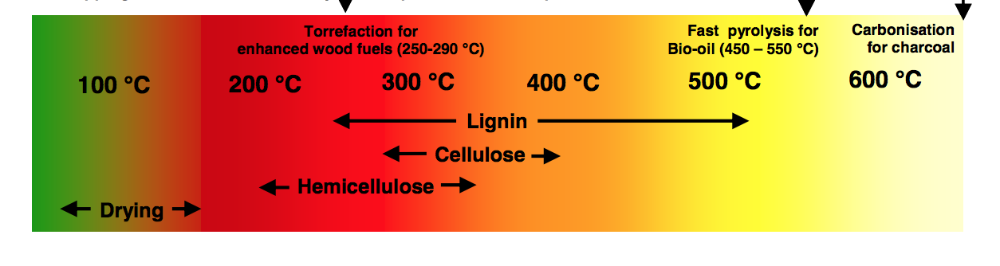 Torrefaction for
enhanced wood fuels (250-290 °C)
Fast pyrolysis for
Bio-oil (450 – 550 °C)
Carbonisation
for charcoal
100 °C
200 °C
300 °C
400 °C
500 °C
600 °C
Lignin
Cellulose
Hemicellulose
Drying